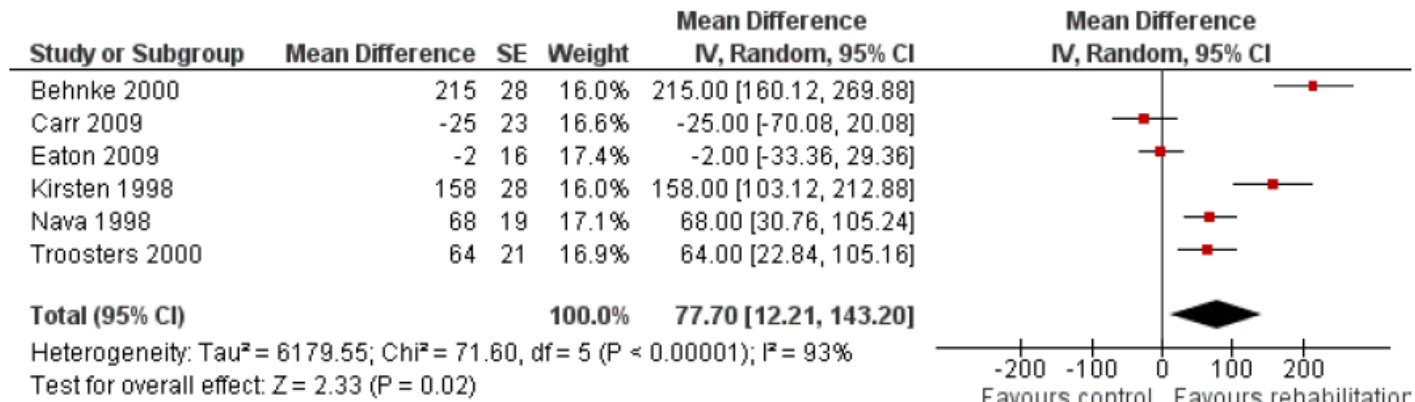 Mean Difference Mean Difference
Study or Subgroup Mean Difference SE Weight IV, Random, 95% CI IV, Random, 95% CI
Behnke 2000 215 28 16.0% 215.00 [160.12, 269.88]
Carr 2009 -25 23 16.6% -25.00 [-70.08, 20.08]
Eaton 2009 -2 16 17.4% -2.00 [-33.36, 29.36]
Kirsten 1998 158 28 16.0% 158.00 [103.12, 212.88]
Nava 1998 68 19 17.1% 68.00 [30.76, 105.24]
Troosters 2000 64 21 16.9% 64.00 [22.84, 105.16]
Total (95% CI) 100.0% 77.70 [12.21, 143.20]
Heterogeneity: Tau² = 6179.55; Chi² = 71.60, df = 5 (P < 0.00001); I² = 93%
-200 -100 0 100 200
Test for overall effect: Z = 2.33 (P = 0.02)
Favours control Favours rehabilitation